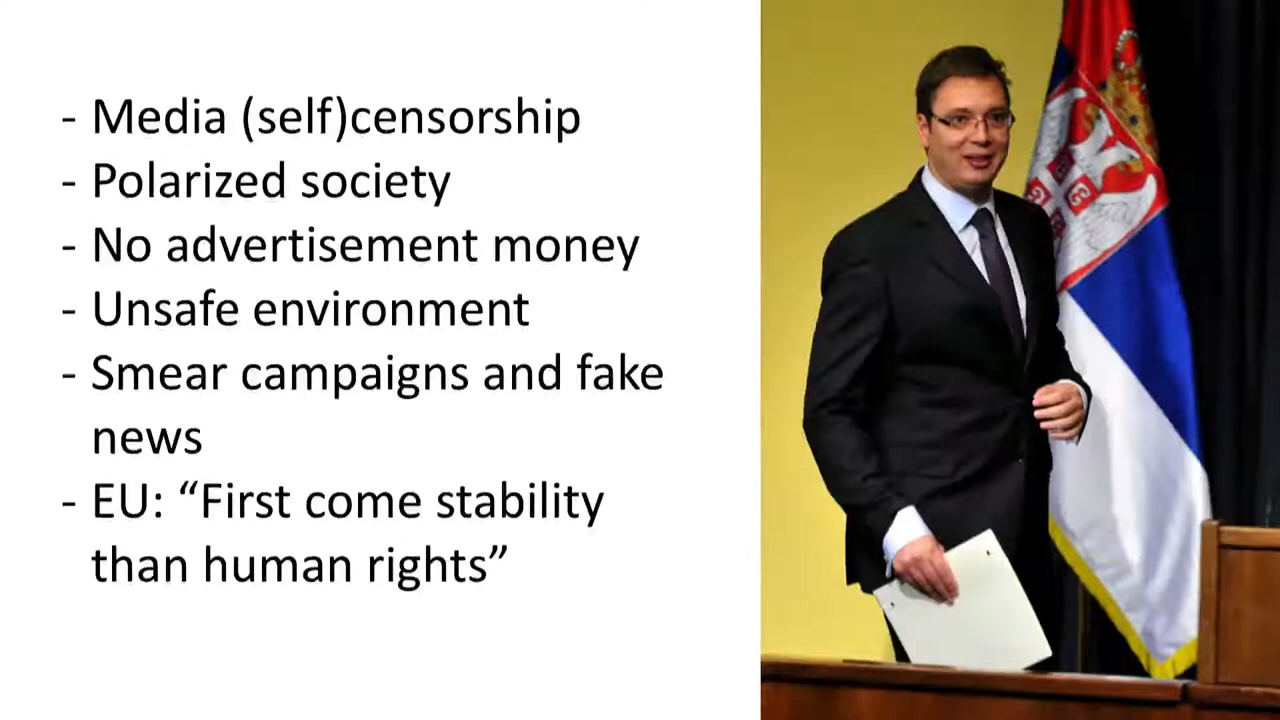 - Media (self)censorship
- Polarized society
- No advertisement money
- Unsafe environment
- Smear campaigns and fake
news
- EU: “First come stability
than human rights”